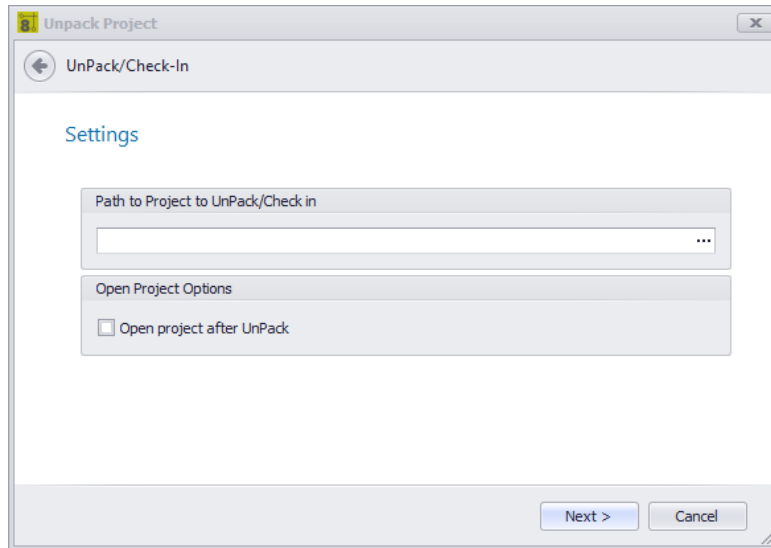 8 Unpack Project
UnPack/Check-In
Settings
Path to Project to UnPack/Check in
...
Open Project Options
Open project after UnPack
Next >
Cancel